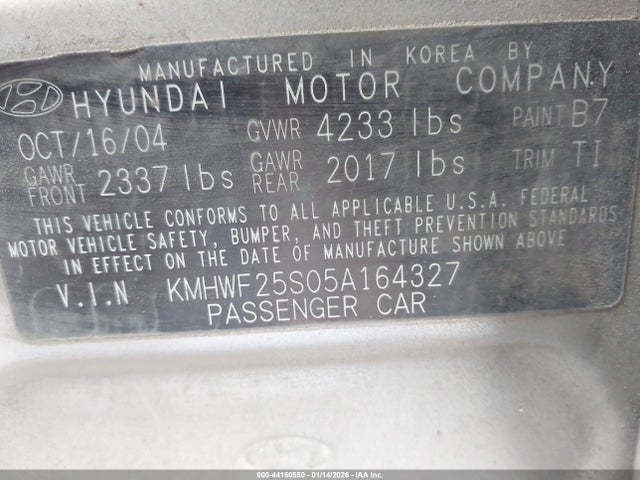 MANUFACTURED IN KOREA BY
HYUNDAI MOTOR COMPANY
OCT/16/04 GVWR 4233 lbs PAINT B7
GAWR FRONT 2337 lbs GAWR REAR 2017 lbs TRIM TI
THIS VEHICLE CONFORMS TO ALL APPLICABLE U.S.A. FEDERAL
MOTOR VEHICLE SAFETY, BUMPER, AND THEFT PREVENTION STANDARDS
IN EFFECT ON THE DATE OF MANUFACTURE SHOWN ABOVE
V.I.N KMHWF25S05A164327
PASSENGER CAR
000-44150550 | 01/14/2026 - IAA Inc.